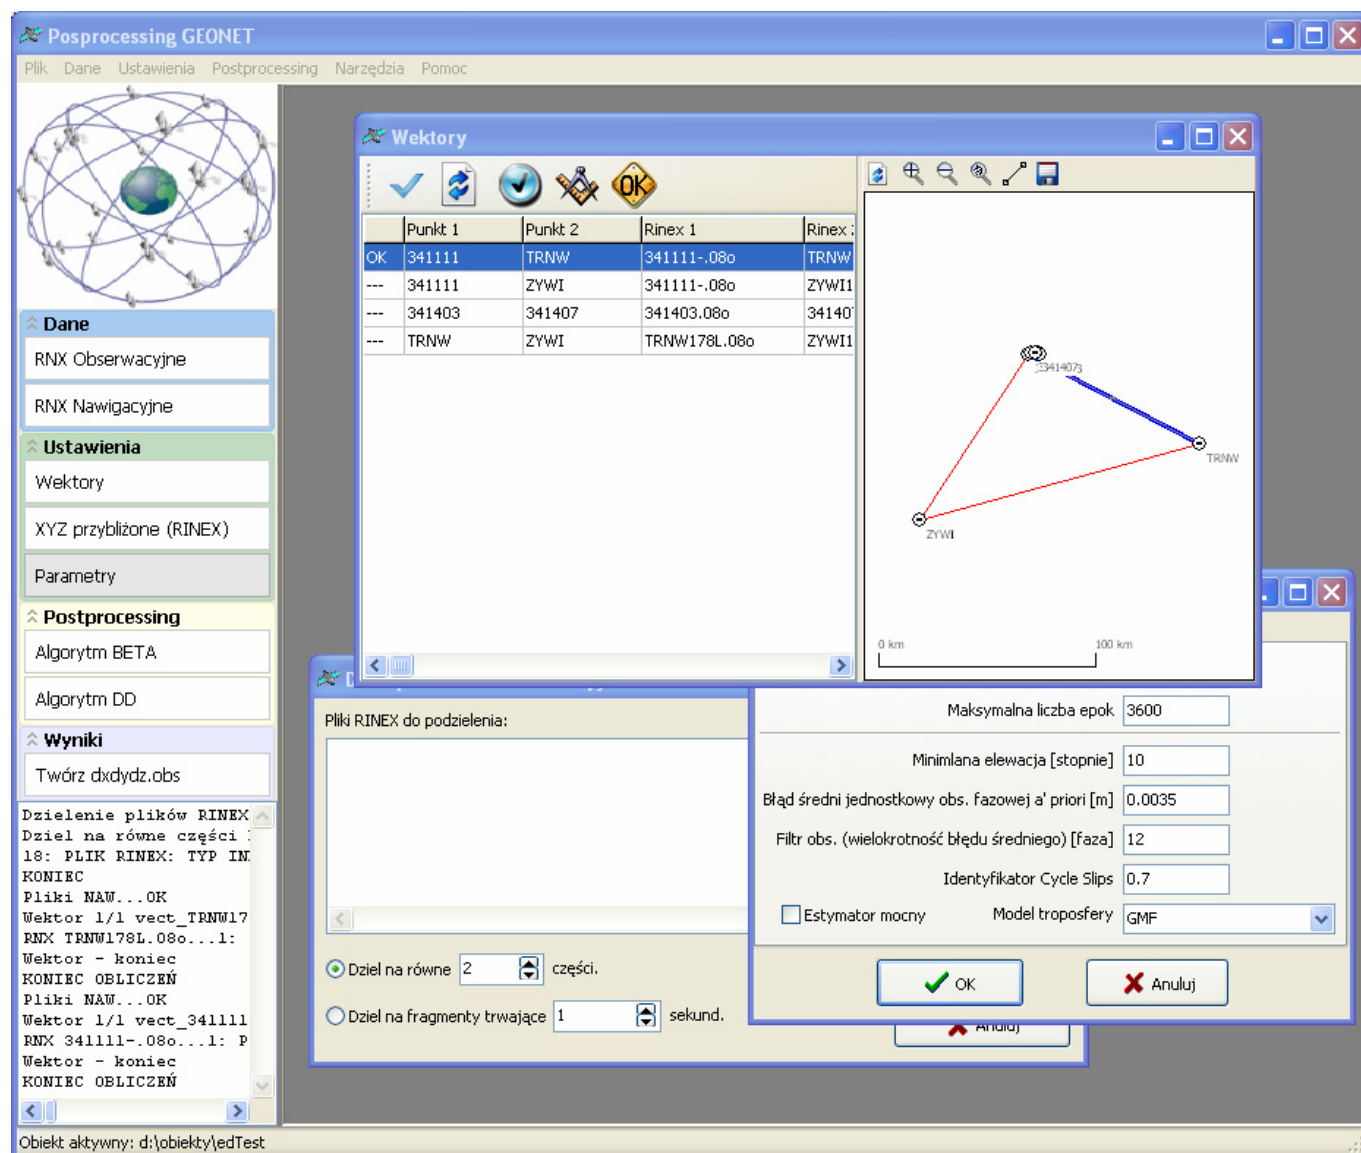 Posprocessing GEONET
Plik Dane Ustawienia Postprocessing Narzędzia Pomoc
Dane
RNX Obserwacyjne
RNX Nawigacyjne
Ustawienia
Wektory
XYZ przybliżone (RINEX)
Parametry
Postprocessing
Algorytm BETA
Algorytm DD
Wyniki
Twórz dxdydz.obs
Dzielenie plików RINEX
Dziel na równe części
18: PLIK RINEX: TYP IN
KONIEC
Pliki NAW...OK
Wektor 1/1 vect_TRNW17
RNX TRNW178L.08o...1:
Wektor - koniec
KONIEC OBLICZEŃ
Pliki NAW...OK
Wektor 1/1 vect_341111
RNX 341111-.08o...1: P
Wektor - koniec
KONIEC OBLICZEŃ
Wektory
OK
Punkt 1 Punkt 2 Rinex 1 Rinex
OK 341111 TRNW 341111-.08o TRNW
--- 341111 ZYWI 341111-.08o ZYWI1
--- 341403 341407 341403.08o 34140
--- TRNW ZYWI TRNW178L.08o ZYWI1
TRNW
ZYWI
0 km 100 km
Pliki RINEX do podzielenia:
Dziel na równe 2 części.
Dziel na fragmenty trwające 1 sekund.
Anuluj
Maksymalna liczba epok 3600
Minimlana elewacja [stopnie] 10
Błąd średni jednostkowy obs. fazowej a' priori [m] 0.0035
Filtr obs. (wielokrotność błędu średniego) [faza] 12
Identyfikator Cycle Slips 0.7
Estymator mocny Model troposfery GMF
OK Anuluj
Obiekt aktywny: d:\obiekty\edTest